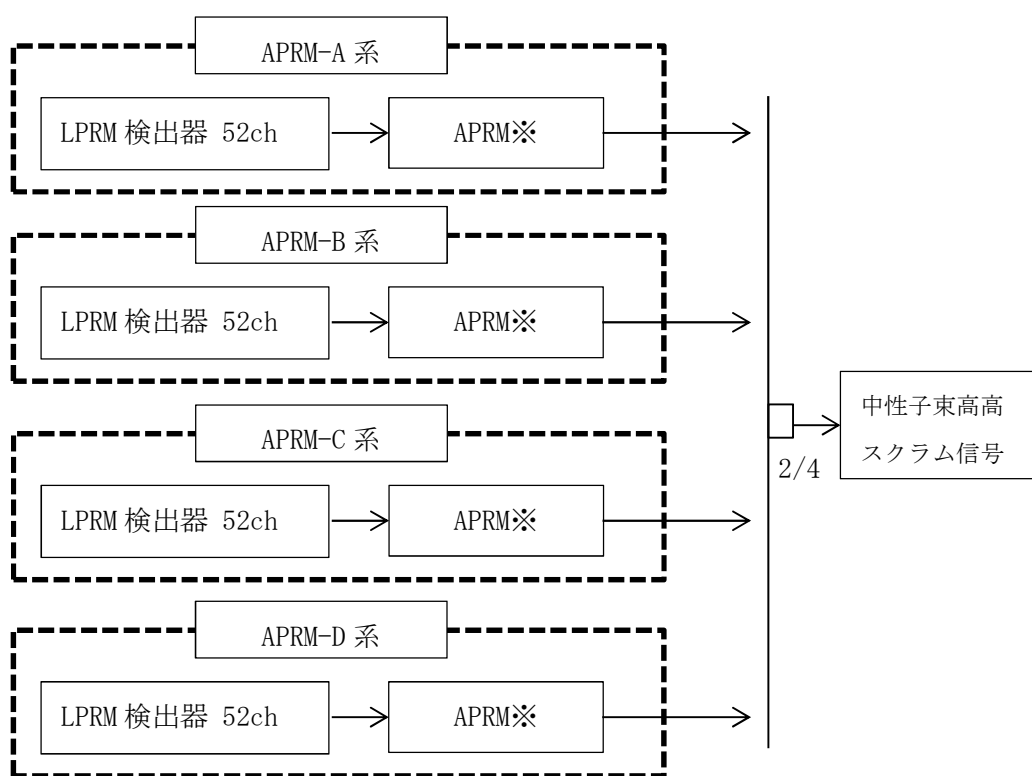 APRM-A 系
LPRM 検出器 52ch
APRM※
APRM-B 系
LPRM 検出器 52ch
APRM※
APRM-C 系
LPRM 検出器 52ch
APRM※
APRM-D 系
LPRM 検出器 52ch
APRM※
2/4
中性子束高高
スクラム信号